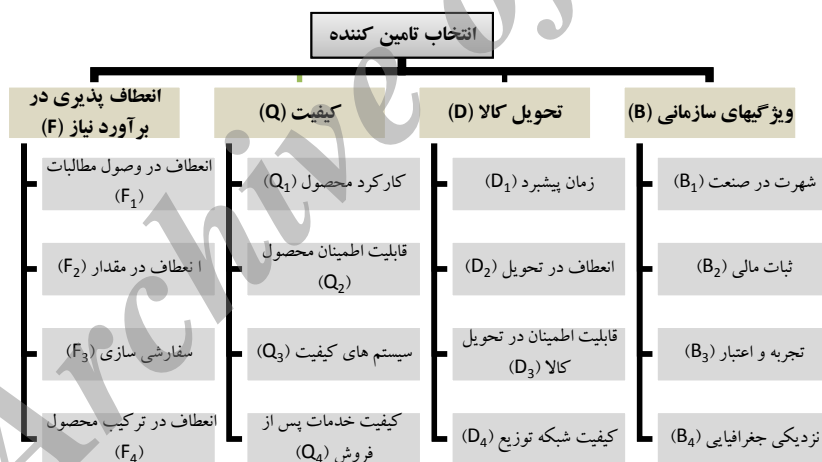 انتخاب تامین کننده
ویژگیهای سازمانی (B)
شهرت در صنعت (B1)
ثبات مالی (B2)
تجربه و اعتبار (B3)
نزدیکی جغرافیایی (B4)
تحویل کالا (D)
زمان پیشبرد (D1)
انعطاف در تحویل (D2)
قابلیت اطمینان در تحویل
کالا (D3)
کیفیت شبکه توزیع (D4)
کیفیت (Q)
کارکرد محصول (Q1)
قابلیت اطمینان محصول
(Q2)
سیستم های کیفیت (Q3)
کیفیت خدمات پس از
فروش (Q4)
انعطاف پذیری در
برآورد نیاز (F)
انعطاف در وصول مطالبات
(F1)
ا نعطاف در مقدار (F2)
سفارشی سازی (F3)
انعطاف در ترکیب محصول
(F4)
Archive of